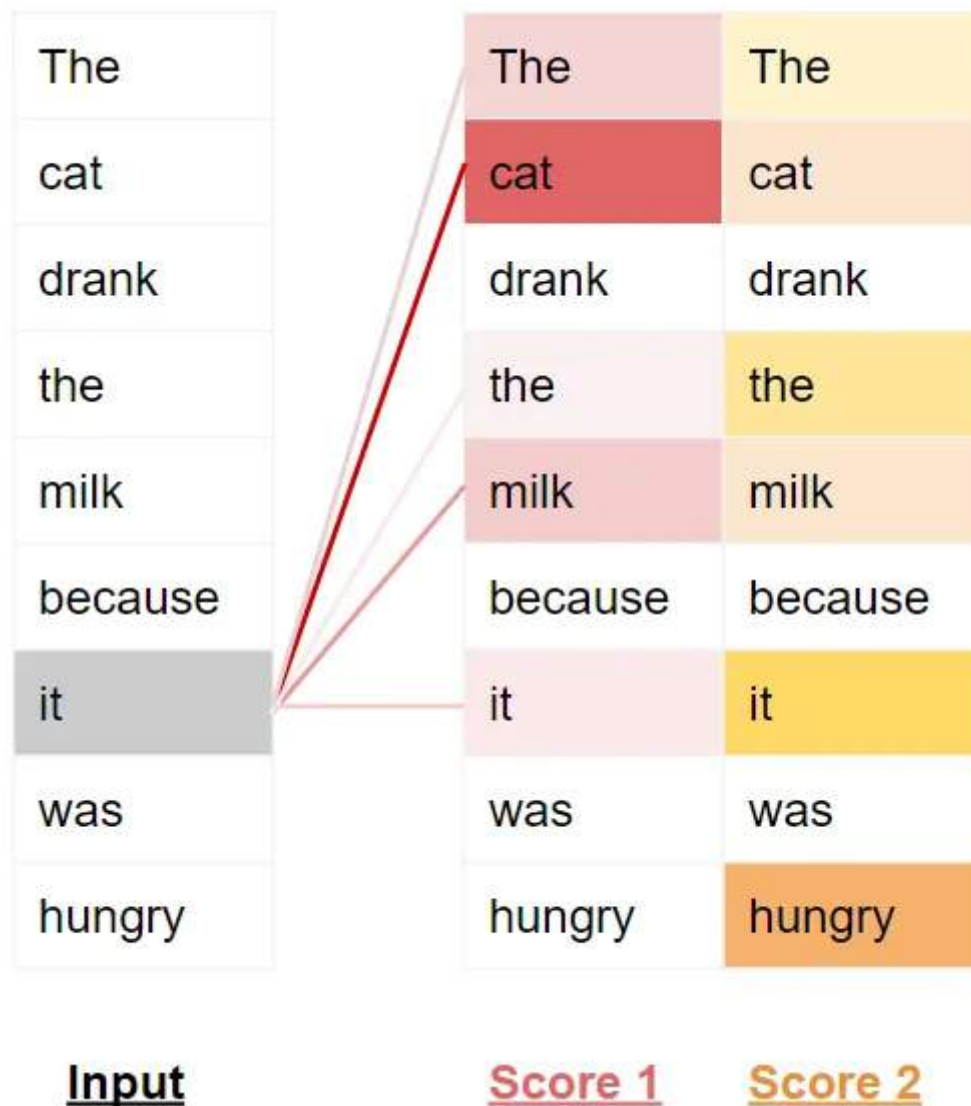 The The The
cat cat cat
drank drank drank
the the the
milk milk milk
because because because
it it it
was was was
hungry hungry hungry
Input Score 1 Score 2